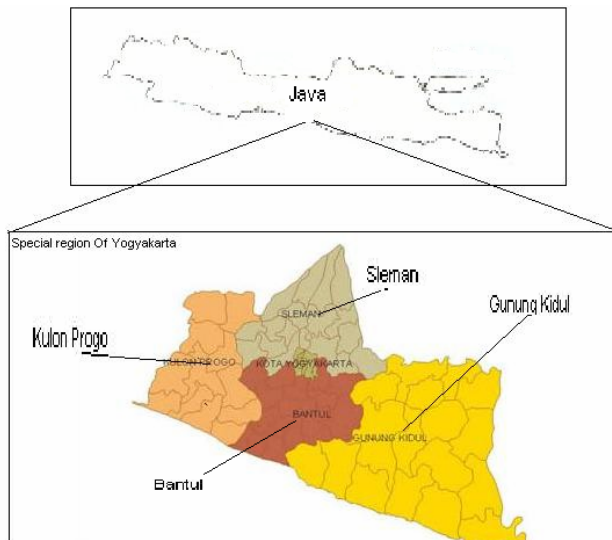 Java
Special region Of Yogyakarta
Sleman
SLEMAN
Gunung Kidul
Kulon Progo
KULON PROGO
KOTA YOGYAKARTA
BANTUL
GUNUNG KIDUL
Bantul